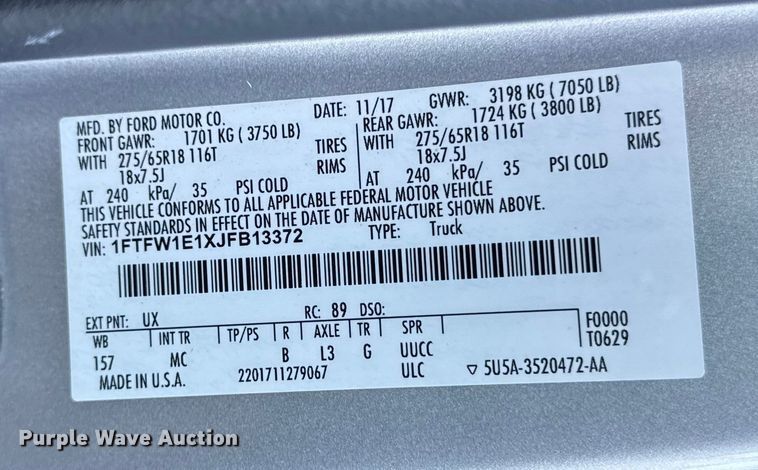 MFD. BY FORD MOTOR CO. DATE: 11/17 GVWR: 3198 KG ( 7050 LB)
FRONT GAWR: 1701 KG ( 3750 LB) REAR GAWR: 1724 KG ( 3800 LB)
WITH 275/65R18 116T TIRES WITH 275/65R18 116T TIRES
18x7.5J RIMS 18x7.5J RIMS
AT 240 kPa/ 35 PSI COLD AT 240 kPa/ 35 PSI COLD
THIS VEHICLE CONFORMS TO ALL APPLICABLE FEDERAL MOTOR VEHICLE
SAFETY STANDARDS IN EFFECT ON THE DATE OF MANUFACTURE SHOWN ABOVE.
VIN: 1FTFW1E1XJFB13372 TYPE: Truck
EXT PNT: UX RC: 89 DSO:
WB INT TR TP/PS R AXLE TR SPR F0000
157 MC B L3 G UUCC T0629
MADE IN U.S.A. 2201711279067 ULC ▽ 5U5A-3520472-AA
Purple Wave Auction